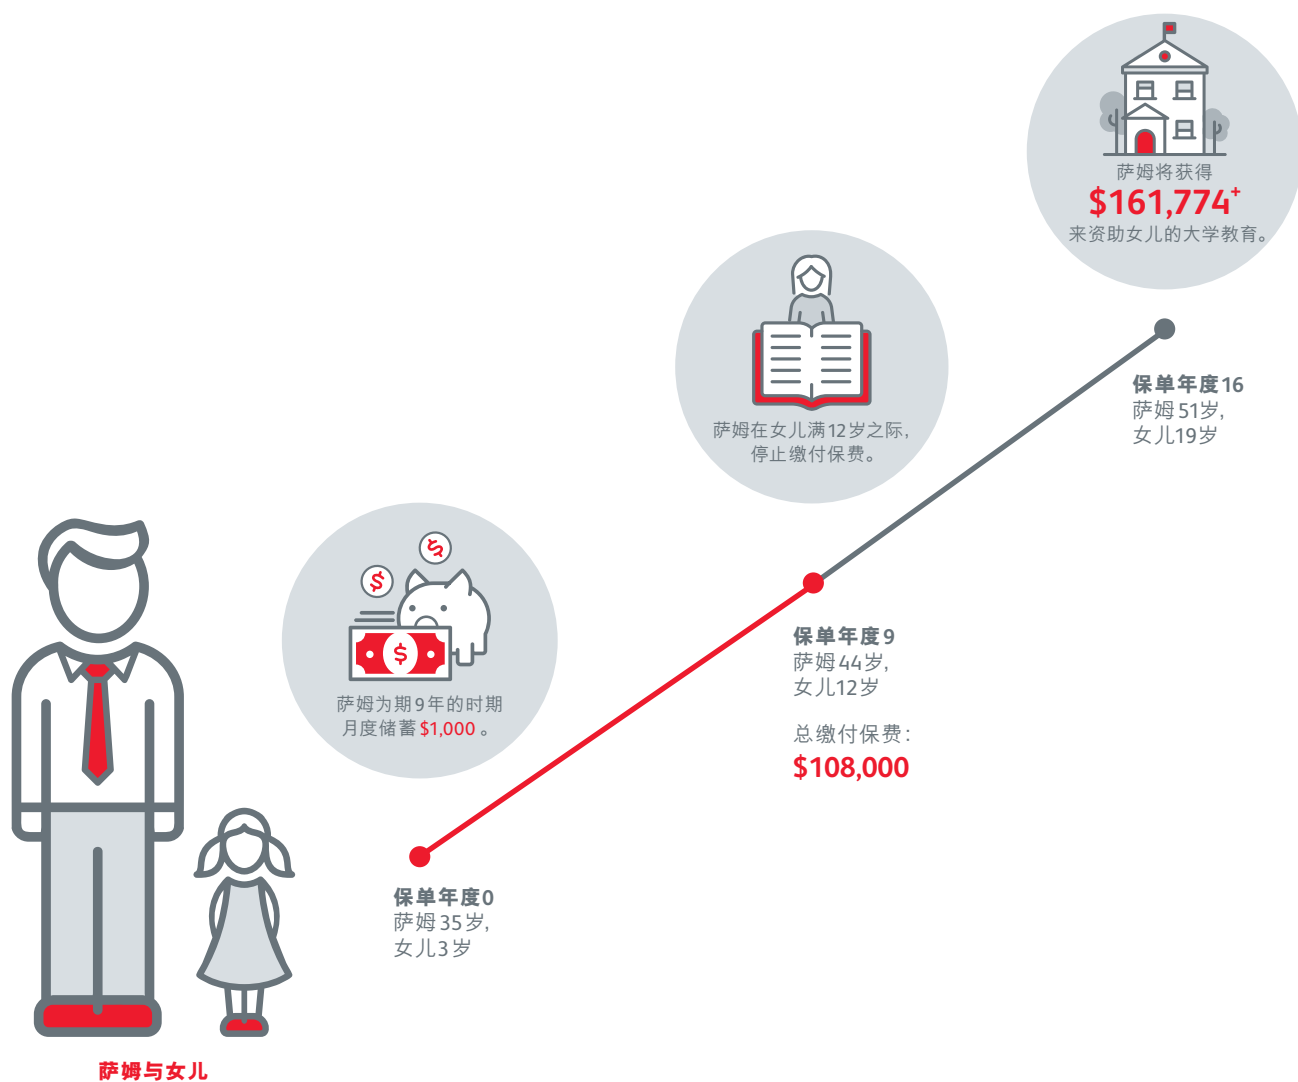 萨姆将获得
$161,774+
来资助女儿的大学教育。
保单年度16
萨姆51岁,
女儿19岁
萨姆在女儿满12岁之际,
停止缴付保费。
保单年度9
萨姆44岁,
女儿12岁
总缴付保费:
$108,000
萨姆为期9年的时期
月度储蓄$1,000 。
保单年度0
萨姆35岁,
女儿3岁
萨姆与女儿